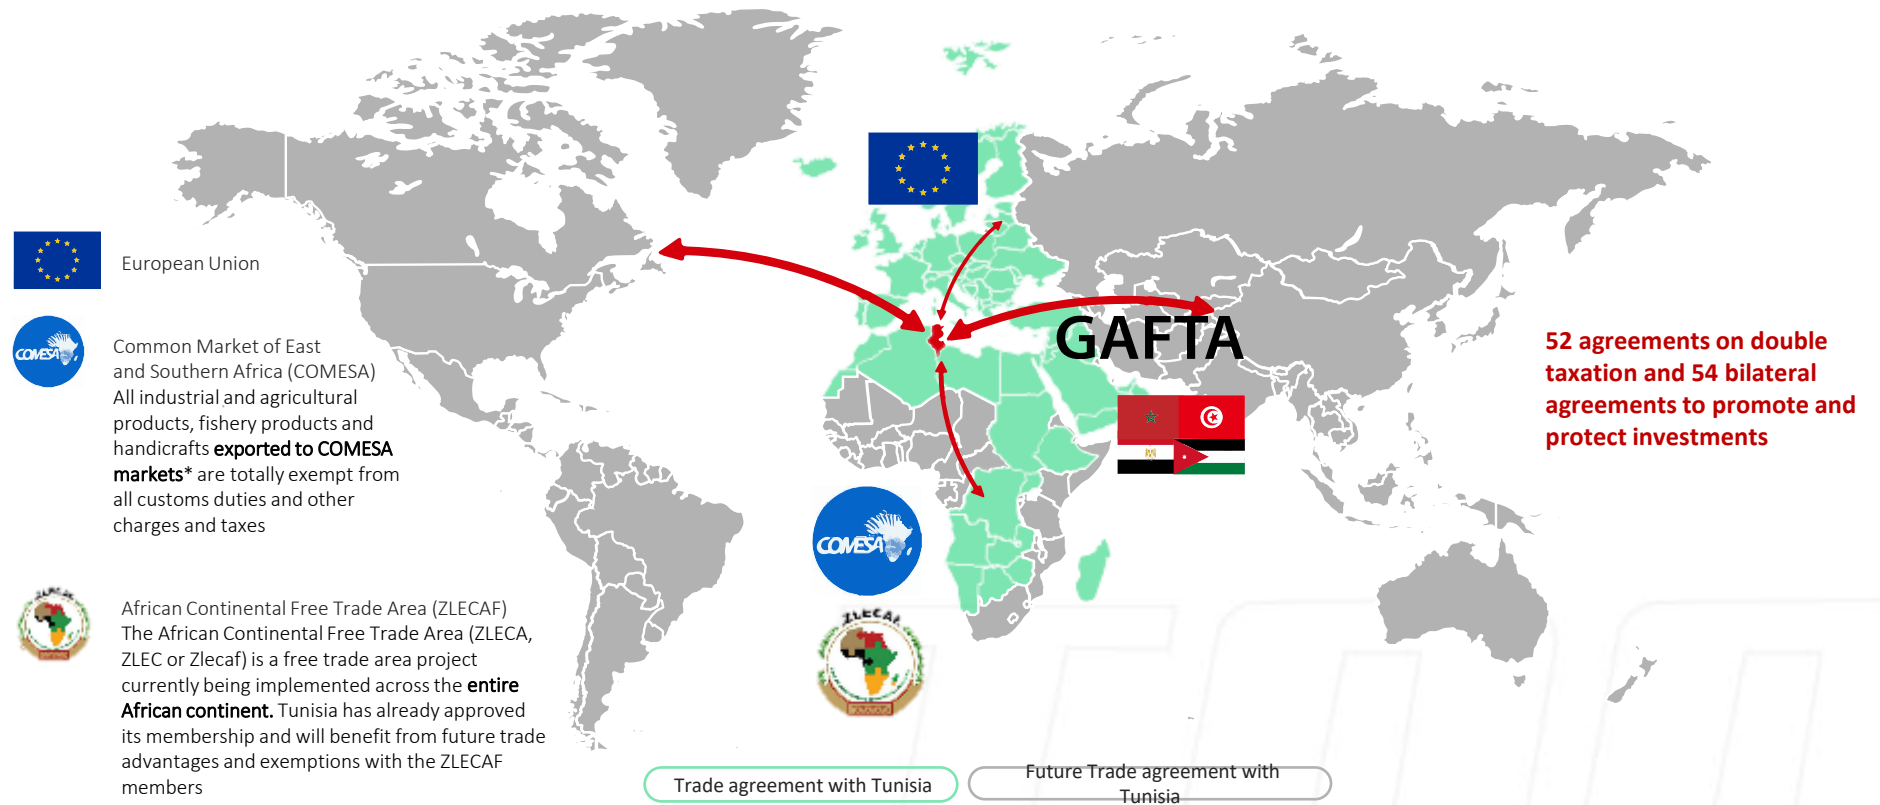 European Union
COMESA
Common Market of East
and Southern Africa (COMESA)
All industrial and agricultural
products, fishery products and
handicrafts exported to COMESA
markets* are totally exempt from
all customs duties and other
charges and taxes
ZLECAF
African Continental Free Trade Area (ZLECAF)
The African Continental Free Trade Area (ZLECA,
ZLEC or Zlecaf) is a free trade area project
currently being implemented across the entire
African continent. Tunisia has already approved
its membership and will benefit from future trade
advantages and exemptions with the ZLECAF
members
GAFTA
COMESA
ZLECAF
52 agreements on double
taxation and 54 bilateral
agreements to promote and
protect investments
Trade agreement with Tunisia
Future Trade agreement with
Tunisia